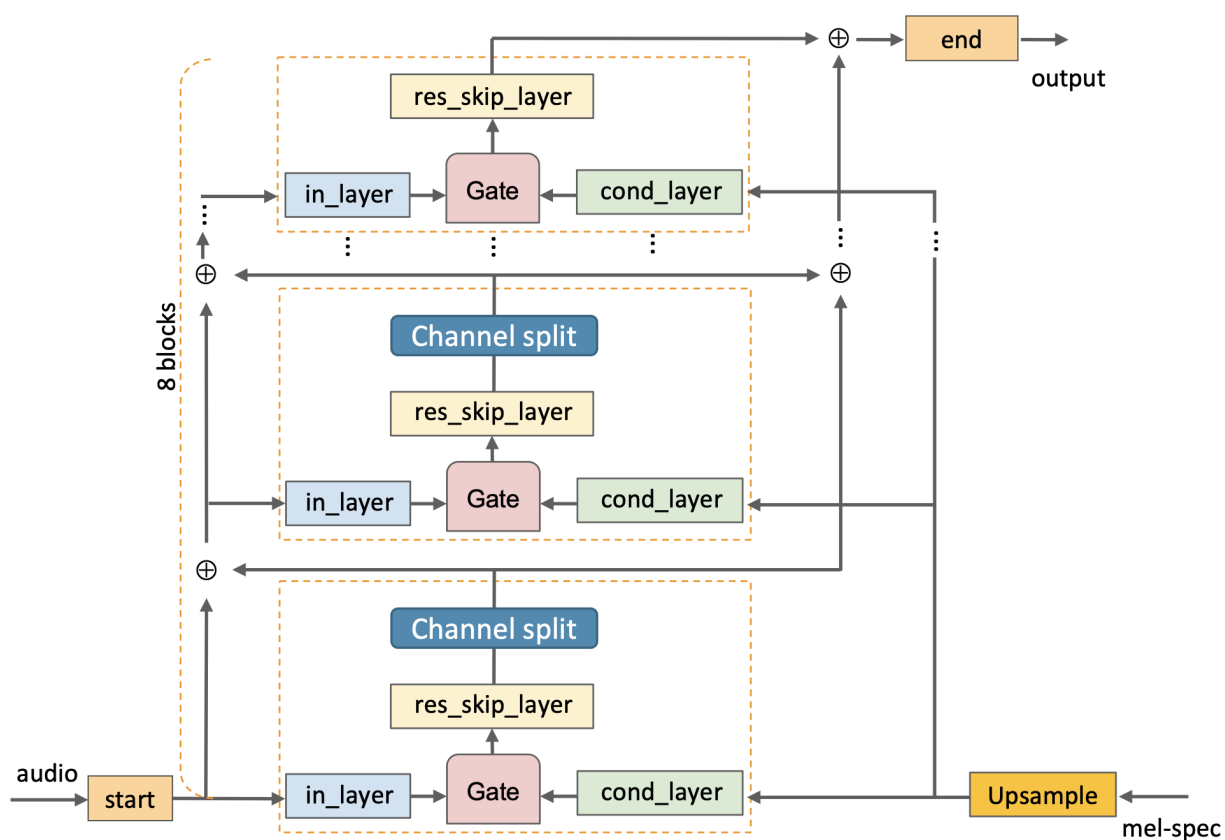 end
output
res_skip_layer
in_layer
Gate
cond_layer
8 blocks
Channel split
res_skip_layer
in_layer
Gate
cond_layer
Channel split
res_skip_layer
audio
start
in_layer
Gate
cond_layer
Upsample
mel-spec